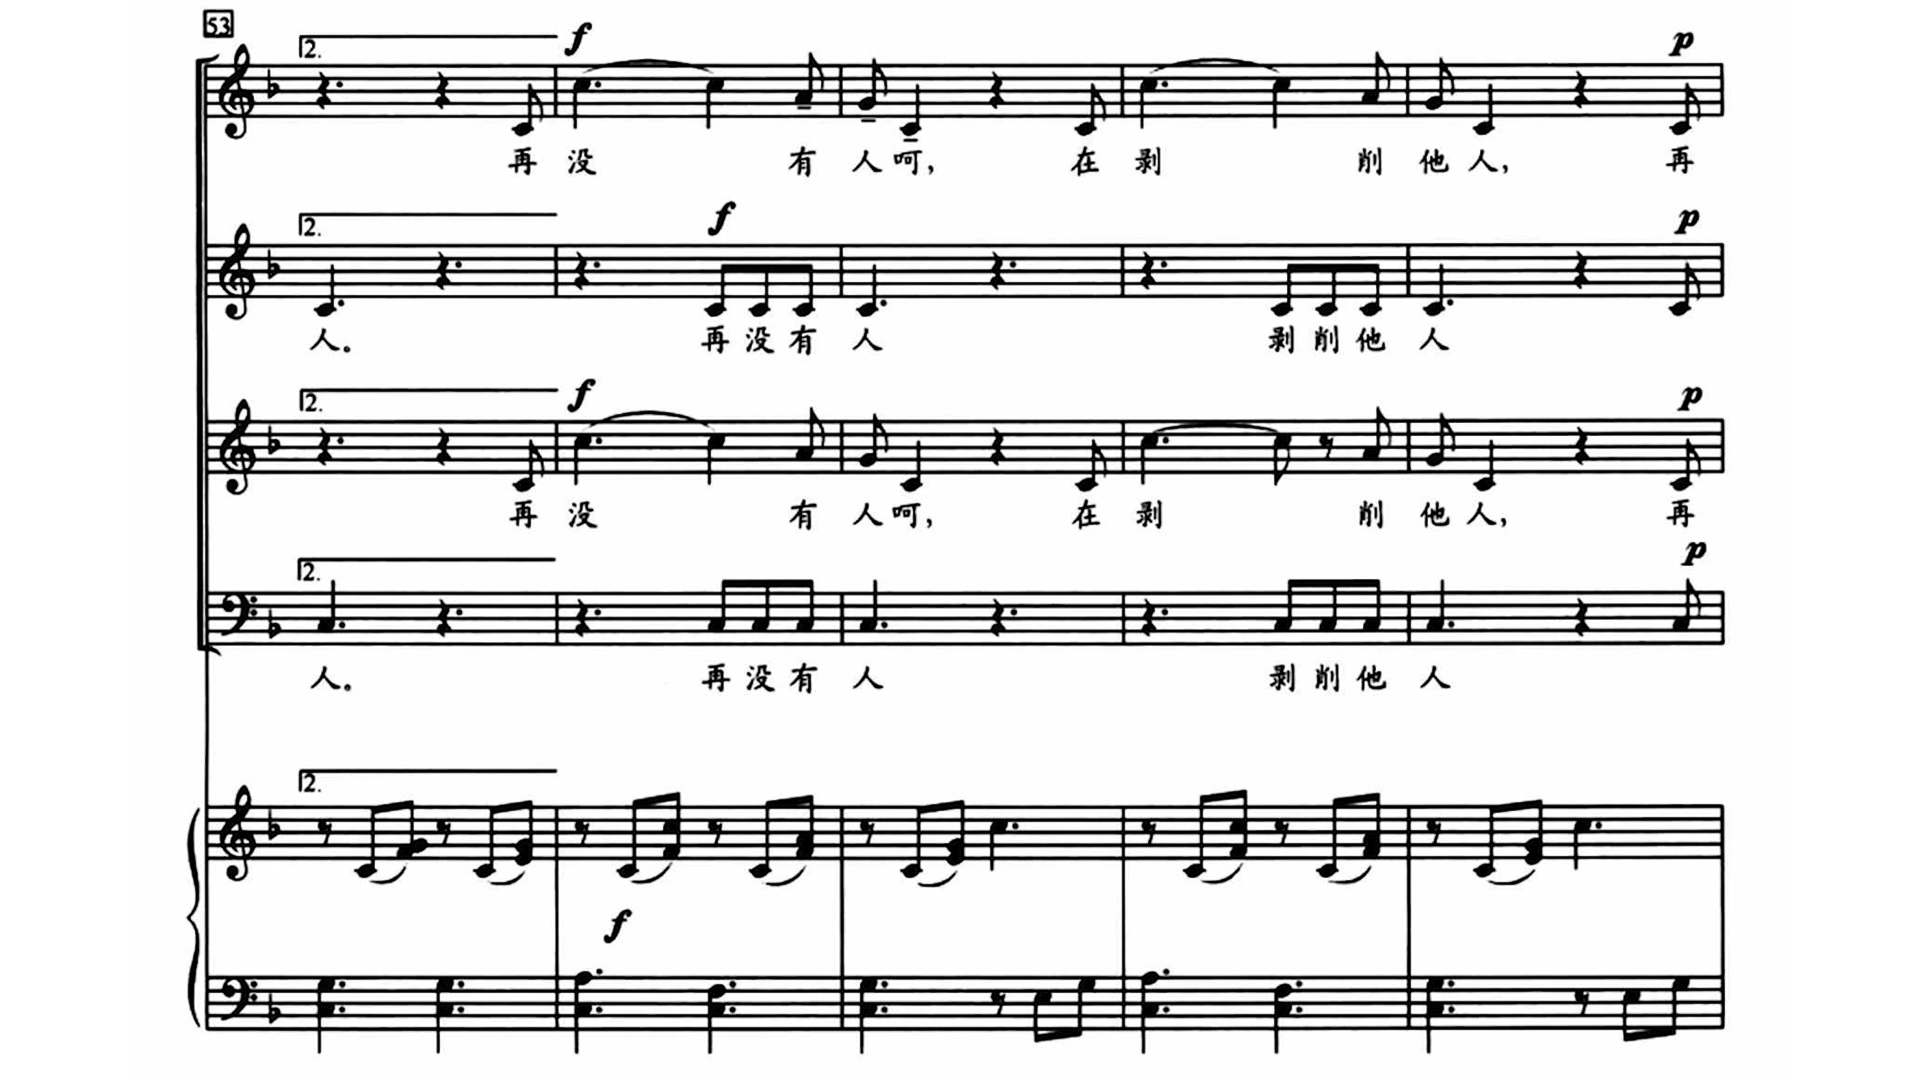 53
2.
f
p
再 没 有 人 呵, 在 剥 削 他 人, 再
2.
f
p
人。 再 没 有 人 剥 削 他 人
2.
f
p
再 没 有 人 呵, 在 剥 削 他 人, 再
2.
p
人。 再 没 有 人 剥 削 他 人
2.
f